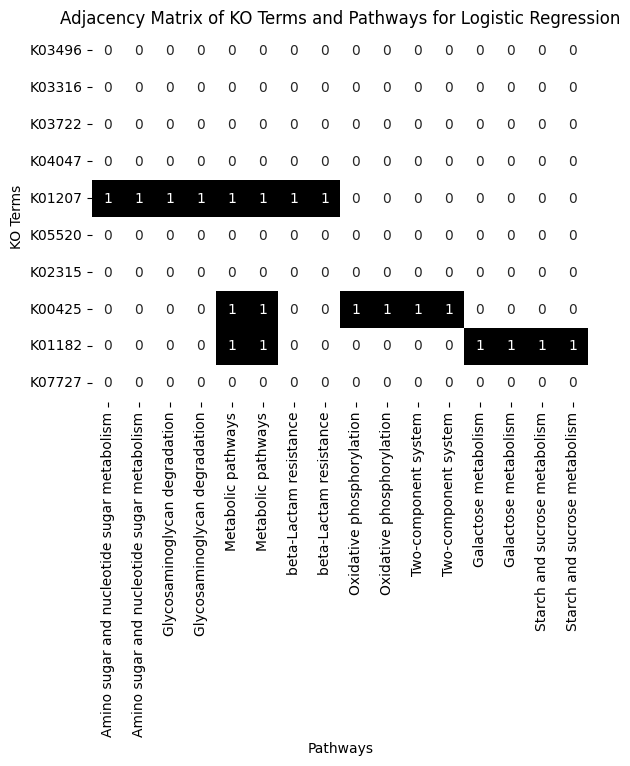 Adjacency Matrix of KO Terms and Pathways for Logistic Regression
K03496 0 0 0 0 0 0 0 0 0 0 0 0 0 0 0 0
K03316 0 0 0 0 0 0 0 0 0 0 0 0 0 0 0 0
K03722 0 0 0 0 0 0 0 0 0 0 0 0 0 0 0 0
K04047 0 0 0 0 0 0 0 0 0 0 0 0 0 0 0 0
K01207 1 1 1 1 1 1 1 1 0 0 0 0 0 0 0 0
K05520 0 0 0 0 0 0 0 0 0 0 0 0 0 0 0 0
K02315 0 0 0 0 0 0 0 0 0 0 0 0 0 0 0 0
K00425 0 0 0 0 1 1 0 0 1 1 1 1 0 0 0 0
K01182 0 0 0 0 1 1 0 0 0 0 0 0 1 1 1 1
K07727 0 0 0 0 0 0 0 0 0 0 0 0 0 0 0 0
KO Terms
Amino sugar and nucleotide sugar metabolism
Amino sugar and nucleotide sugar metabolism
Glycosaminoglycan degradation
Glycosaminoglycan degradation
Metabolic pathways
Metabolic pathways
beta-Lactam resistance
beta-Lactam resistance
Oxidative phosphorylation
Oxidative phosphorylation
Two-component system
Two-component system
Galactose metabolism
Galactose metabolism
Starch and sucrose metabolism
Starch and sucrose metabolism
Pathways